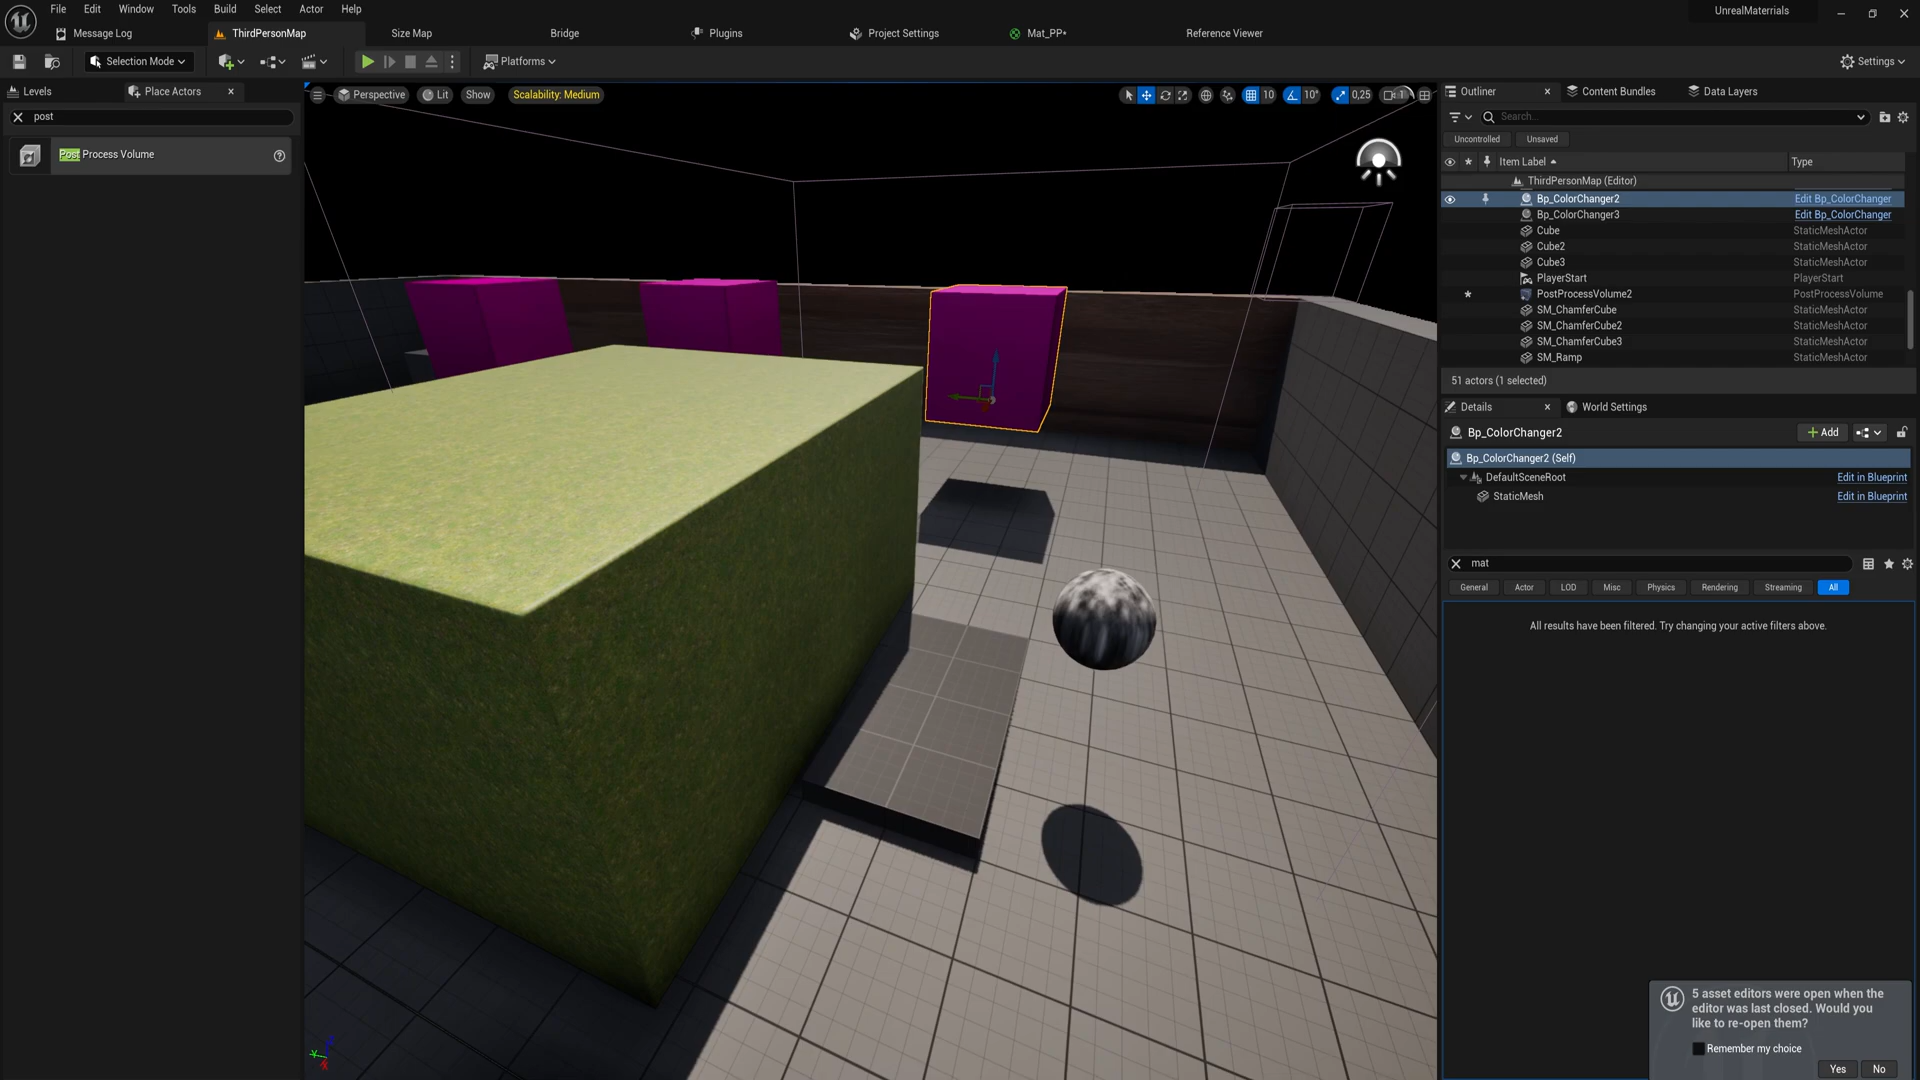 File Edit Window Tools Build Select Actor Help
UnrealMaterrials
Message Log ThirdPersonMap Size Map Bridge Plugins Project Settings Mat_PP* Reference Viewer
Selection Mode Platforms Settings
Levels Place Actors
post
Post Process Volume
Perspective Lit Show Scalability: Medium 10 10° 0,25 1
Outliner Content Bundles Data Layers
Search...
Uncontrolled Unsaved
Item Label Type
ThirdPersonMap (Editor)
Bp_ColorChanger2 Edit Bp_ColorChanger
Bp_ColorChanger3 Edit Bp_ColorChanger
Cube StaticMeshActor
Cube2 StaticMeshActor
Cube3 StaticMeshActor
PlayerStart PlayerStart
PostProcessVolume2 PostProcessVolume
SM_ChamferCube StaticMeshActor
SM_ChamferCube2 StaticMeshActor
SM_ChamferCube3 StaticMeshActor
SM_Ramp StaticMeshActor
51 actors (1 selected)
Details World Settings
Bp_ColorChanger2 Add
Bp_ColorChanger2 (Self)
DefaultSceneRoot Edit in Blueprint
StaticMesh Edit in Blueprint
mat
General Actor LOD Misc Physics Rendering Streaming All
All results have been filtered. Try changing your active filters above.
5 asset editors were open when the
editor was last closed. Would you
like to re-open them?
Remember my choice
Yes No